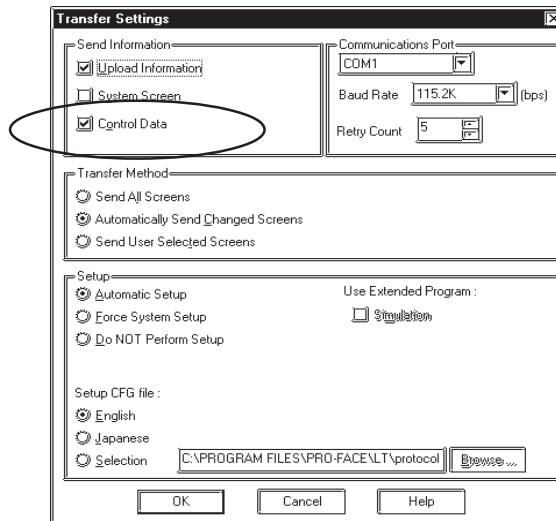 Transfer Settings
Send Information
Upload Information
System Screen
Control Data
Communications Port
COM1
Baud Rate 115.2K (bps)
Retry Count 5
Transfer Method
Send All Screens
Automatically Send Changed Screens
Send User Selected Screens
Setup
Automatic Setup
Force System Setup
Do NOT Perform Setup
Use Extended Program :
Simulation
Setup CFG file :
English
Japanese
Selection C:\PROGRAM FILES\PRO-FACE\LT\protocol Browse ...
OK Cancel Help